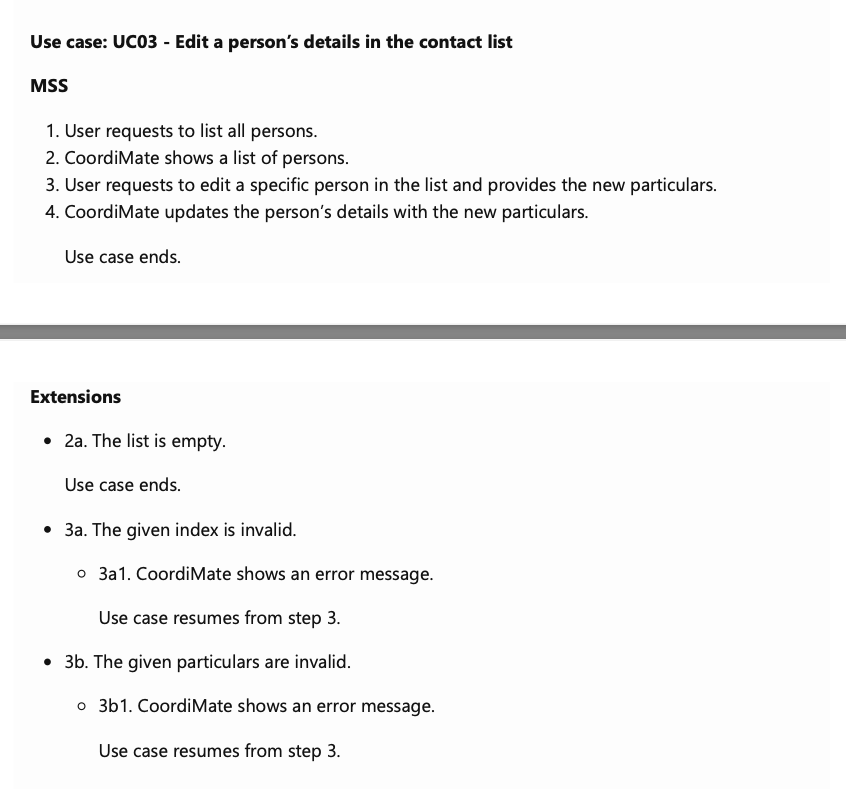 Use case: UC03 - Edit a person’s details in the contact list
MSS
1. User requests to list all persons.
2. CoordiMate shows a list of persons.
3. User requests to edit a specific person in the list and provides the new particulars.
4. CoordiMate updates the person’s details with the new particulars.
Use case ends.
Extensions
• 2a. The list is empty.
Use case ends.
• 3a. The given index is invalid.
○ 3a1. CoordiMate shows an error message.
Use case resumes from step 3.
• 3b. The given particulars are invalid.
○ 3b1. CoordiMate shows an error message.
Use case resumes from step 3.